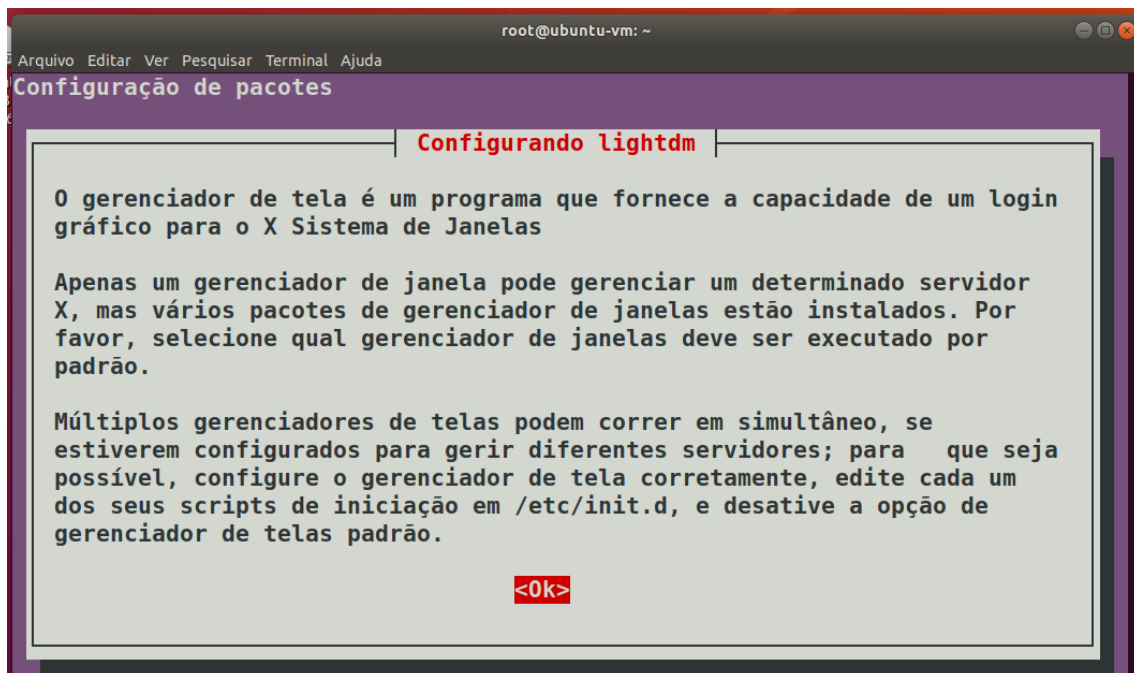 root@ubuntu-vm: ~
Arquivo Editar Ver Pesquisar Terminal Ajuda
Configuração de pacotes
Configurando lightdm
O gerenciador de tela é um programa que fornece a capacidade de um login
gráfico para o X Sistema de Janelas
Apenas um gerenciador de janela pode gerenciar um determinado servidor
X, mas vários pacotes de gerenciador de janelas estão instalados. Por
favor, selecione qual gerenciador de janelas deve ser executado por
padrão.
Múltiplos gerenciadores de telas podem correr em simultâneo, se
estiverem configurados para gerir diferentes servidores; para   que seja
possível, configure o gerenciador de tela corretamente, edite cada um
dos seus scripts de iniciação em /etc/init.d, e desative a opção de
gerenciador de telas padrão.
<Ok>